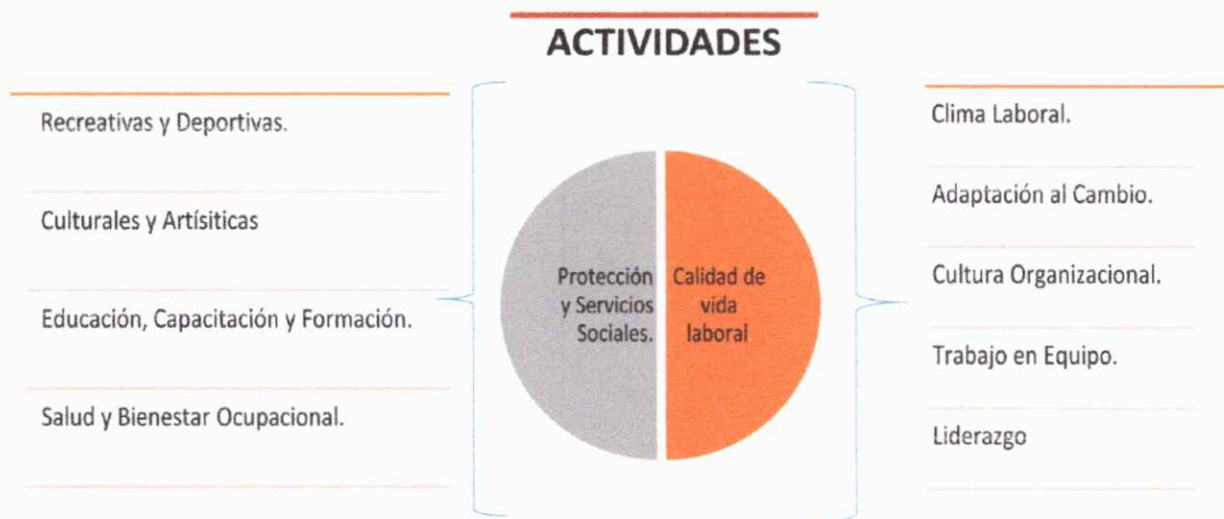 ACTIVIDADES
Recreativas y Deportivas.
Culturales y Artísiticas
Educación, Capacitación y Formación.
Salud y Bienestar Ocupacional.
Protección
y Servicios
Sociales.
Calidad de
vida
laboral
Clima Laboral.
Adaptación al Cambio.
Cultura Organizacional.
Trabajo en Equipo.
Liderazgo